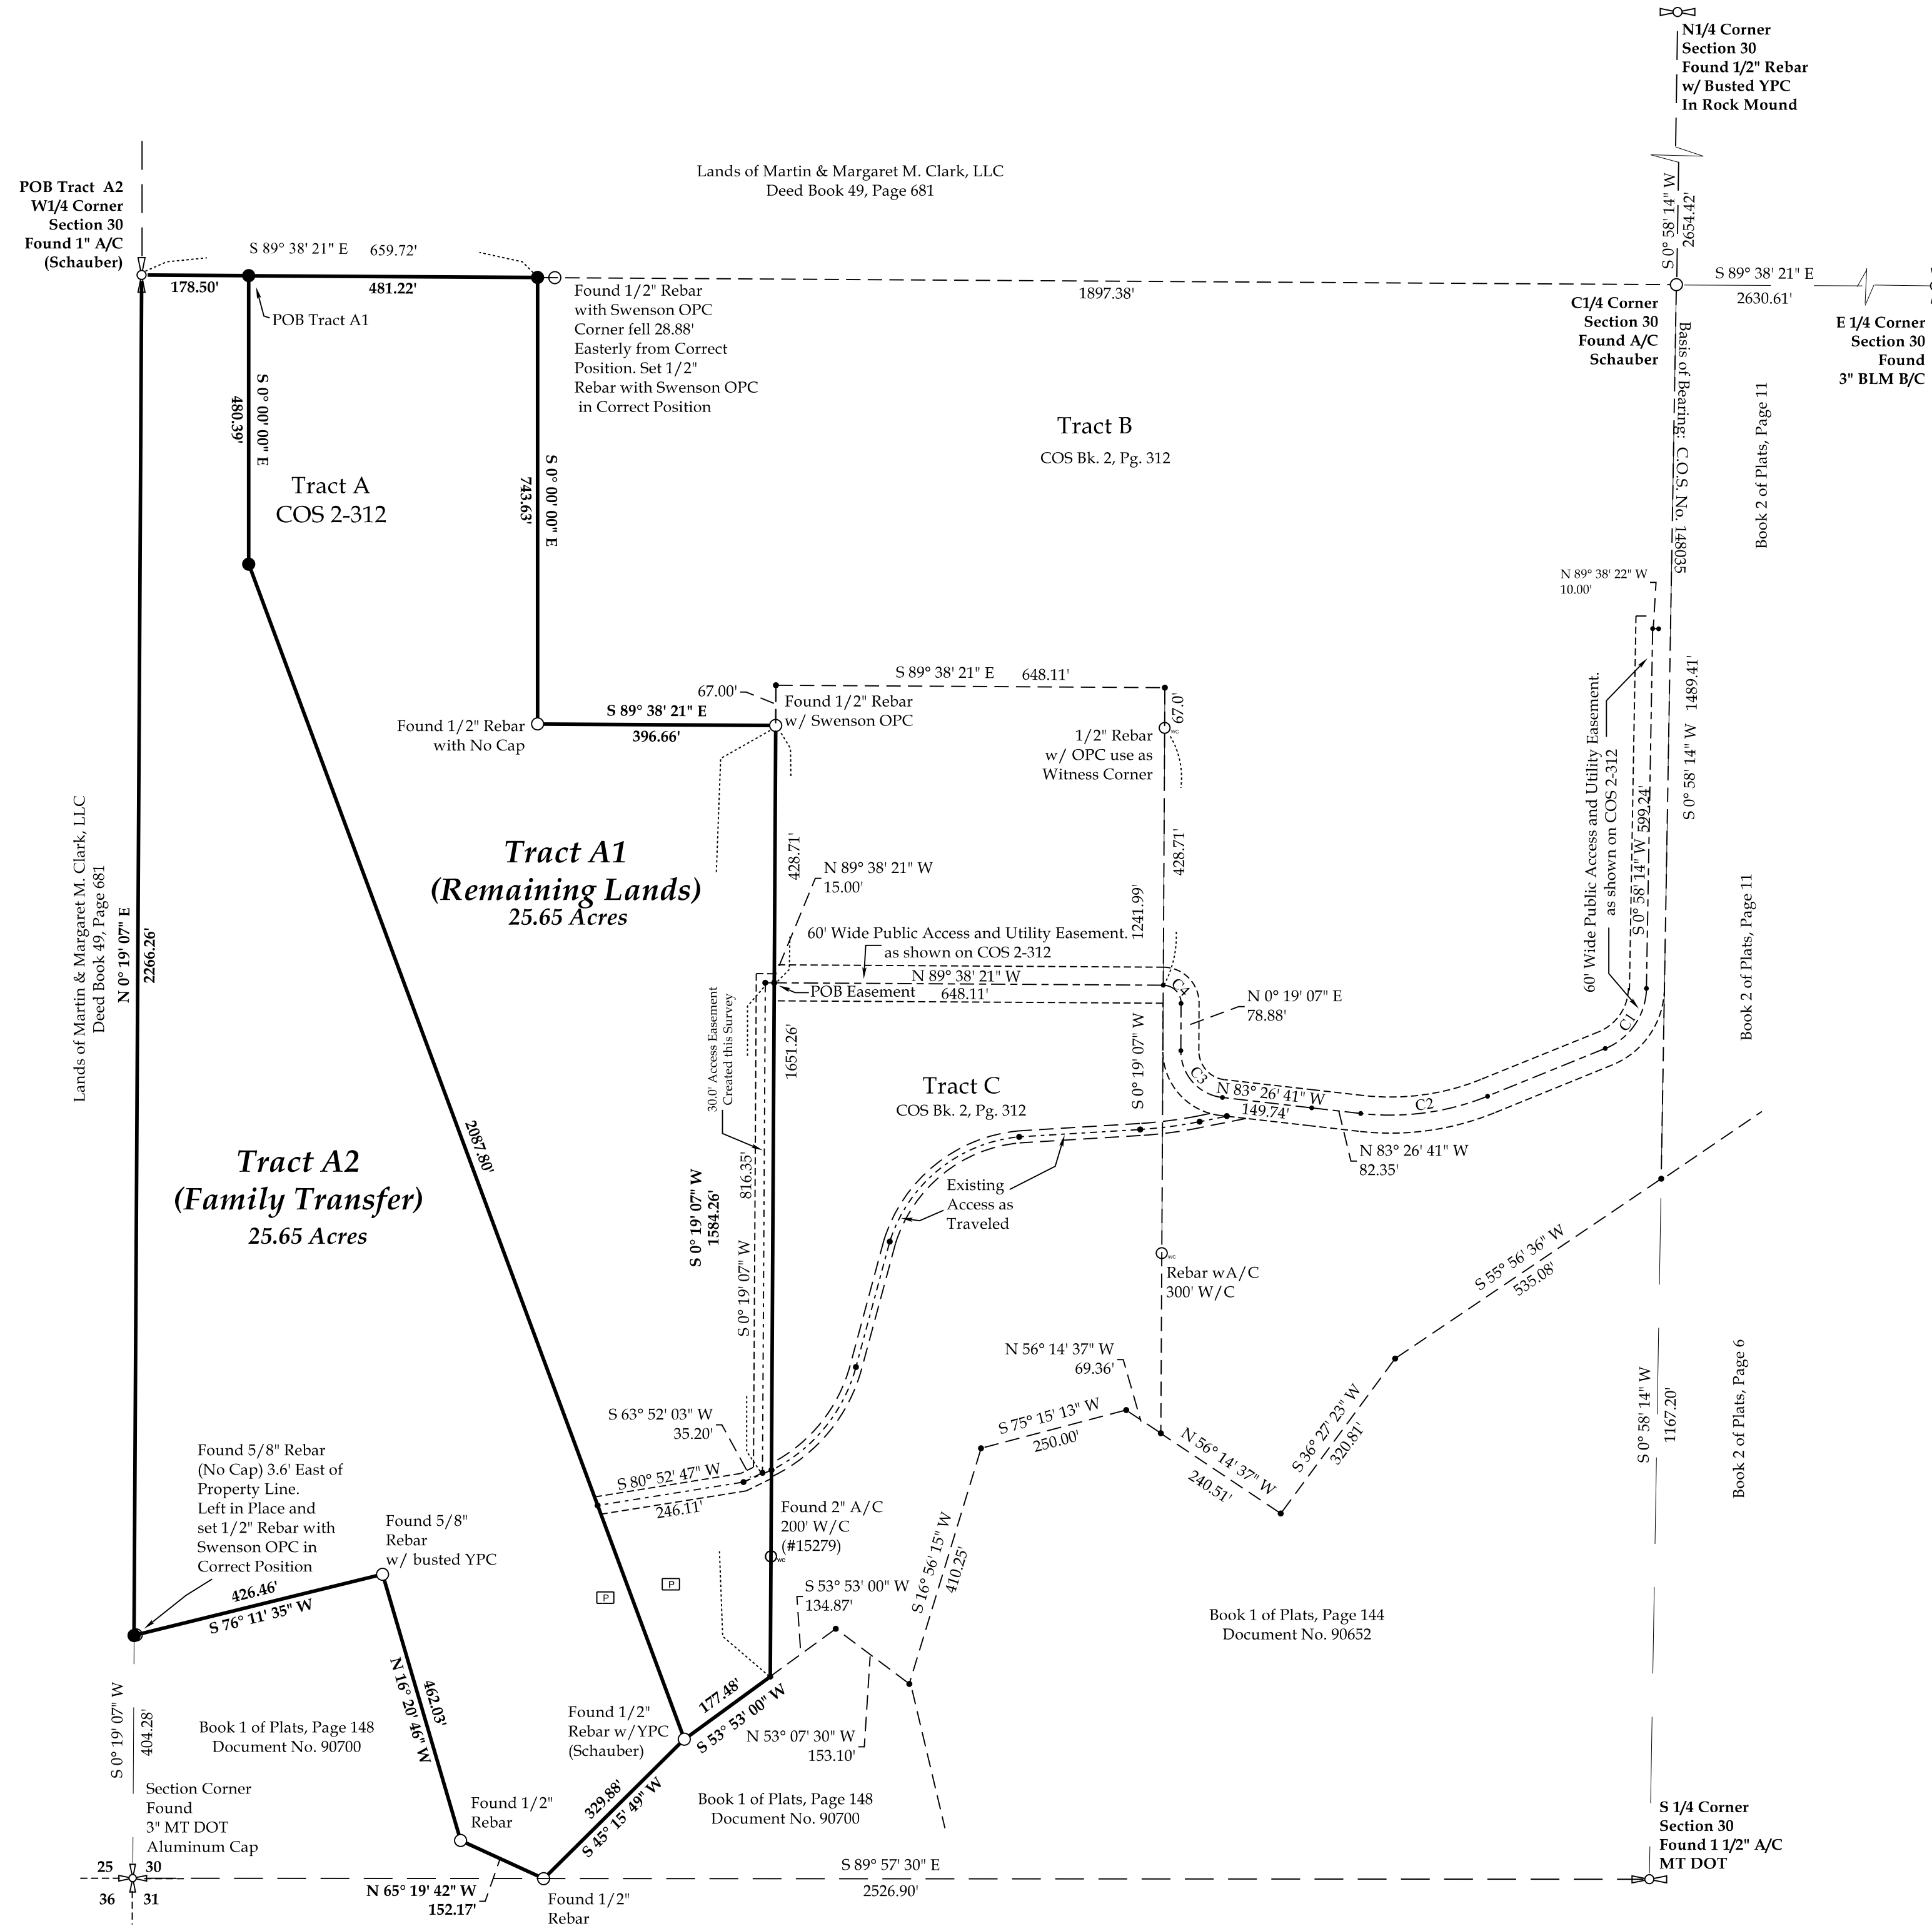 N1/4 Corner
Section 30
Found 1/2" Rebar
w/ Busted YPC
In Rock Mound
Lands of Martin & Margaret M. Clark, LLC
Deed Book 49, Page 681
POB Tract A2
W1/4 Corner
Section 30
Found 1" A/C
(Schauber)
S 0° 58' 14" W
2654.42'
S 89° 38' 21" E 659.72'
178.50'
481.22'
POB Tract A1
Found 1/2" Rebar
with Swenson OPC
Corner fell 28.88'
Easterly from Correct
Position. Set 1/2"
Rebar with Swenson OPC
in Correct Position
1897.38'
S 89° 38' 21" E
2630.61'
C1/4 Corner
Section 30
Found A/C
Schauber
E 1/4 Corner
Section 30
Found
3" BLM B/C
Basis of Bearing: C.O.S. No. 148035
Book 2 of Plats, Page 11
S 0° 00' 00" E
480.39'
Tract A
COS 2-312
S 0° 00' 00" E
743.63'
Tract B
COS Bk. 2, Pg. 312
N 89° 38' 22" W
10.00'
S 89° 38' 21" E 648.11'
67.00'
67.0'
Found 1/2" Rebar
w/ Swenson OPC
S 89° 38' 21" E
396.66'
Found 1/2" Rebar
with No Cap
1/2" Rebar
w/ OPC use as
Witness Corner
WC
60' Wide Public Access and Utility Easement.
as shown on COS 2-312
S 0° 58' 14" W 599.24'
S 0° 58' 14" W 1489.41'
Lands of Martin & Margaret M. Clark, LLC
Deed Book 49, Page 681
N 0° 19' 07" E
2266.26'
Tract A1
(Remaining Lands)
25.65 Acres
428.71'
428.71'
N 89° 38' 21" W
15.00'
1241.99'
60' Wide Public Access and Utility Easement.
as shown on COS 2-312
N 89° 38' 21" W
648.11'
POB Easement
C4
N 0° 19' 07" E
78.88'
C1
Book 2 of Plats, Page 11
30.0' Access Easement
Created this Survey
1651.26'
S 0° 19' 07" W
Tract C
COS Bk. 2, Pg. 312
C3
N 83° 26' 41" W
149.74'
C2
N 83° 26' 41" W
82.35'
2087.80'
Tract A2
(Family Transfer)
25.65 Acres
816.35'
S 0° 19' 07" W
1584.26'
S 0° 19' 07" W
Existing
Access as
Traveled
WC
Rebar wA/C
300' W/C
S 55° 56' 36" W
535.08'
N 56° 14' 37" W
69.36'
S 75° 15' 13" W
250.00'
N 56° 14' 37" W
240.51'
S 36° 27' 23" W
320.81'
S 0° 58' 14" W
1167.20'
Book 2 of Plats, Page 6
S 63° 52' 03" W
35.20'
S 80° 52' 47" W
246.11'
Found 5/8" Rebar
(No Cap) 3.6' East of
Property Line.
Left in Place and
set 1/2" Rebar with
Swenson OPC in
Correct Position
Found 5/8"
Rebar
w/ busted YPC
Found 2" A/C
200' W/C
(#15279)
WC
S 16° 56' 15" W
410.25'
426.46'
S 76° 11' 35" W
P
P
S 53° 53' 00" W
134.87'
Book 1 of Plats, Page 144
Document No. 90652
N 16° 20' 46" W
462.03'
177.48'
S 53° 53' 00" W
Found 1/2"
Rebar w/YPC
(Schauber)
N 53° 07' 30" W
153.10'
S 0° 19' 07" W
404.28'
Book 1 of Plats, Page 148
Document No. 90700
Section Corner
Found
3" MT DOT
Aluminum Cap
Found 1/2"
Rebar
329.88'
S 45° 15' 49" W
Book 1 of Plats, Page 148
Document No. 90700
S 1/4 Corner
Section 30
Found 1 1/2" A/C
MT DOT
25 30
36 31
N 65° 19' 42" W
152.17'
Found 1/2"
Rebar
S 89° 57' 30" E
2526.90'